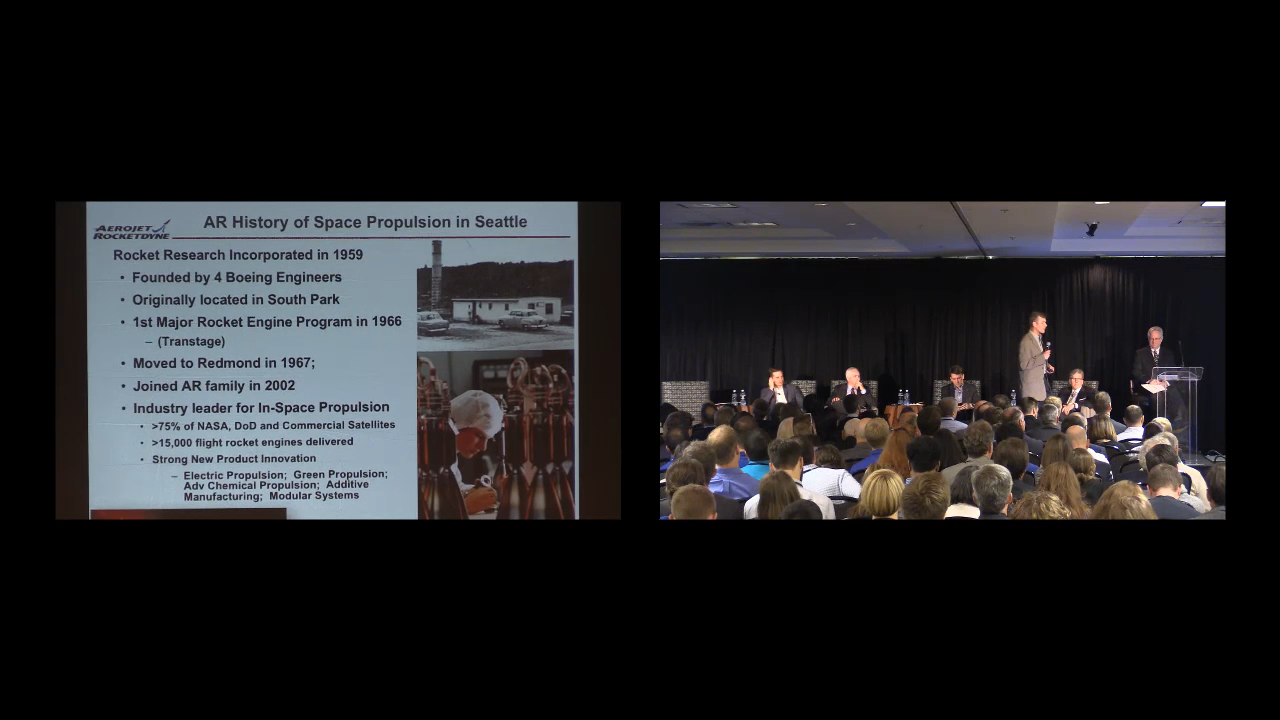 AEROJET
ROCKETDYNE
AR History of Space Propulsion in Seattle
Rocket Research Incorporated in 1959
• Founded by 4 Boeing Engineers
• Originally located in South Park
• 1st Major Rocket Engine Program in 1966
– (Transtage)
• Moved to Redmond in 1967;
• Joined AR family in 2002
• Industry leader for In-Space Propulsion
• >75% of NASA, DoD and Commercial Satellites
• >15,000 flight rocket engines delivered
• Strong New Product Innovation
– Electric Propulsion; Green Propulsion;
Adv Chemical Propulsion; Additive
Manufacturing; Modular Systems